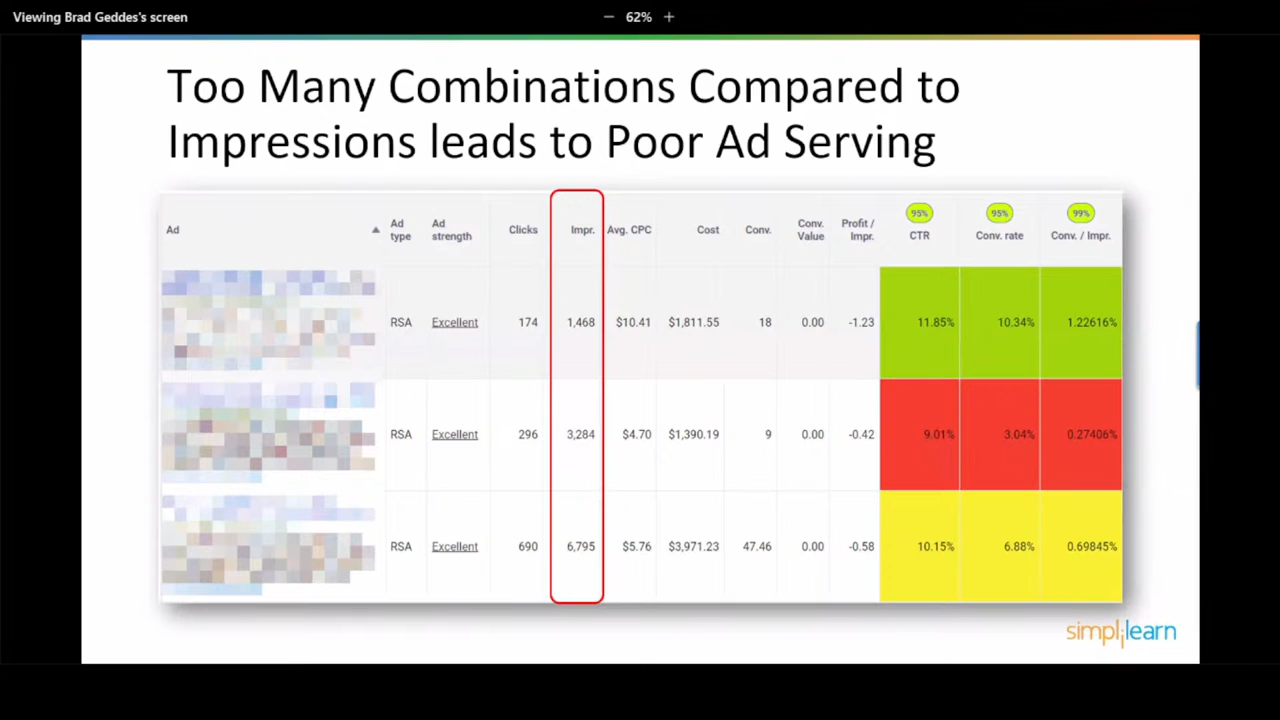 Viewing Brad Geddes's screen
− 62% +
Too Many Combinations Compared to
Impressions leads to Poor Ad Serving
Ad ▲ Ad type Ad strength Clicks Impr. Avg. CPC Cost Conv. Conv. Value Profit / Impr. 95% CTR 95% Conv. rate 99% Conv. / Impr.
RSA Excellent 174 1,468 $10.41 $1,811.55 18 0.00 -1.23 11.85% 10.34% 1.22616%
RSA Excellent 296 3,284 $4.70 $1,390.19 9 0.00 -0.42 9.01% 3.04% 0.27406%
RSA Excellent 690 6,795 $5.76 $3,971.23 47.46 0.00 -0.58 10.15% 6.88% 0.69845%
simplilearn